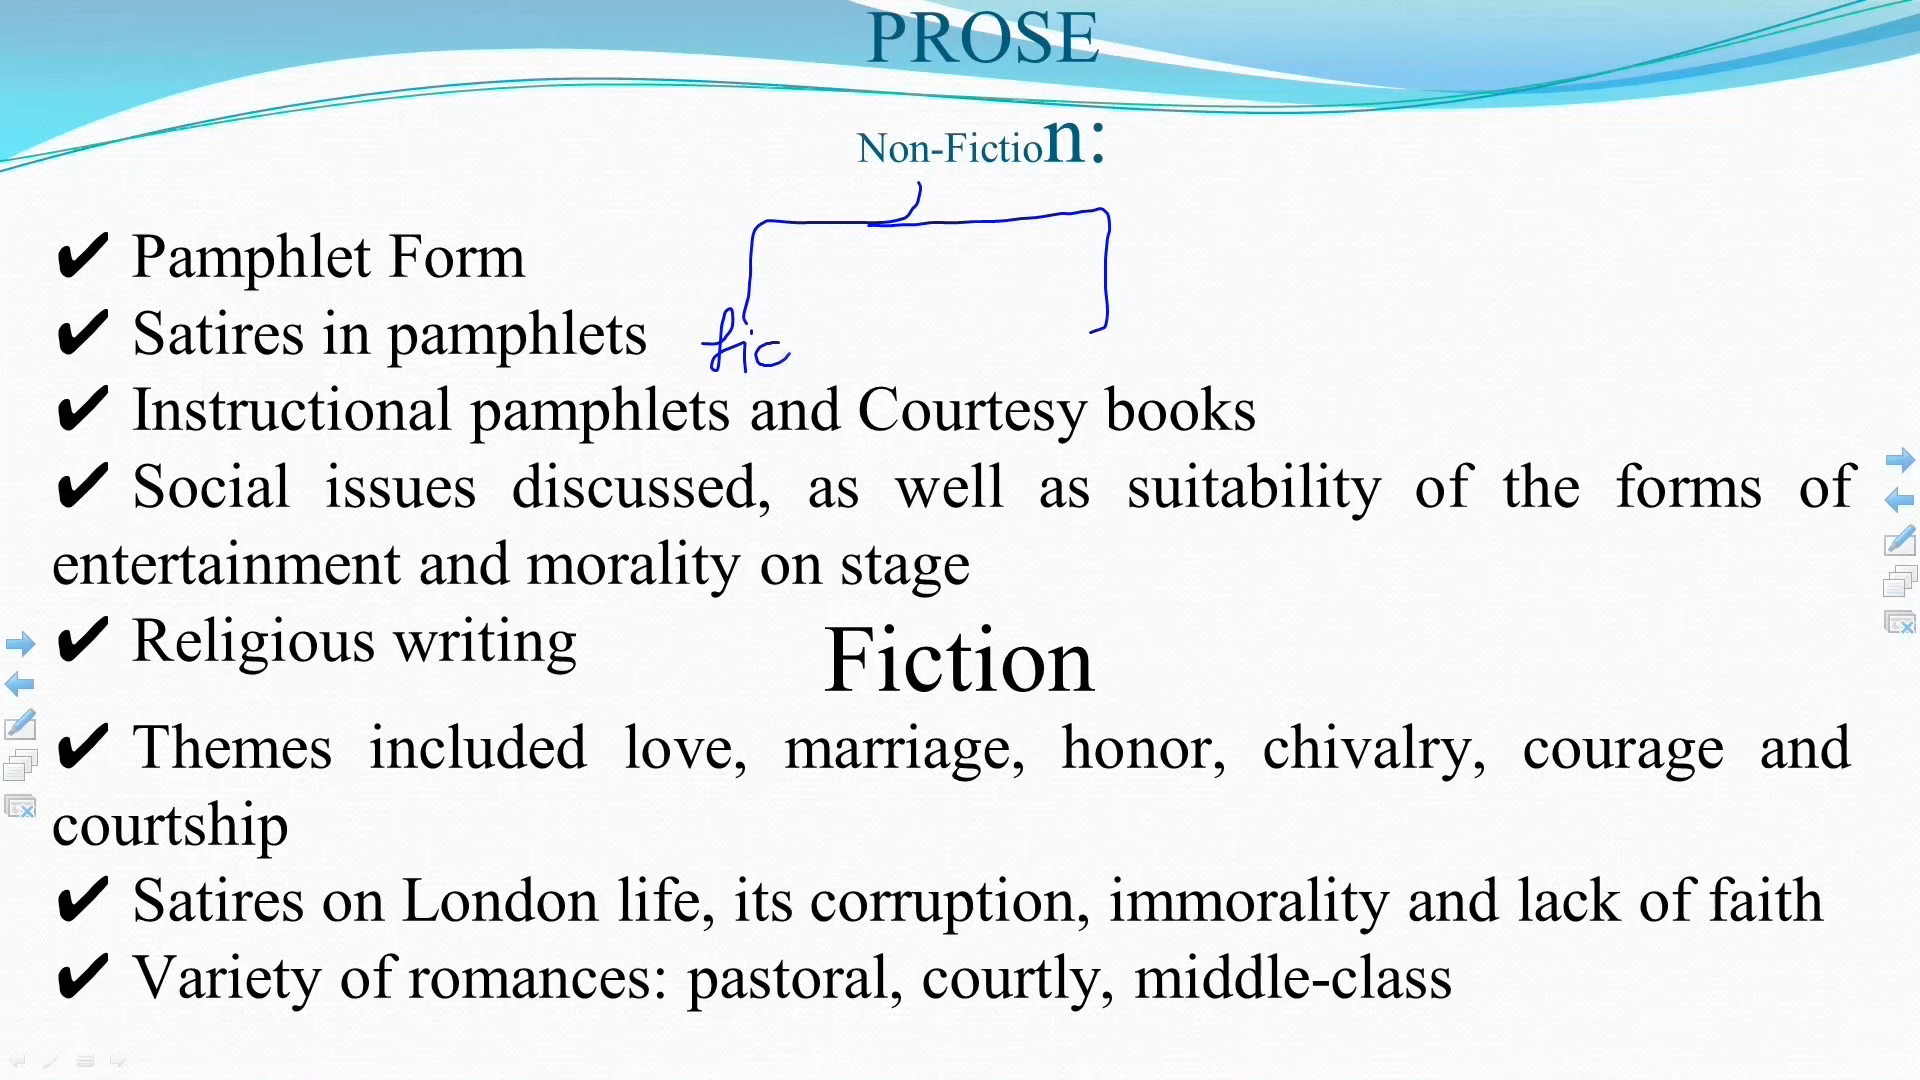 PROSE
Non-Fiction:
✔ Pamphlet Form
✔ Satires in pamphlets
fic
✔ Instructional pamphlets and Courtesy books
✔ Social issues discussed, as well as suitability of the forms of
entertainment and morality on stage
✔ Religious writing
Fiction
✔ Themes included love, marriage, honor, chivalry, courage and
courtship
✔ Satires on London life, its corruption, immorality and lack of faith
✔ Variety of romances: pastoral, courtly, middle-class